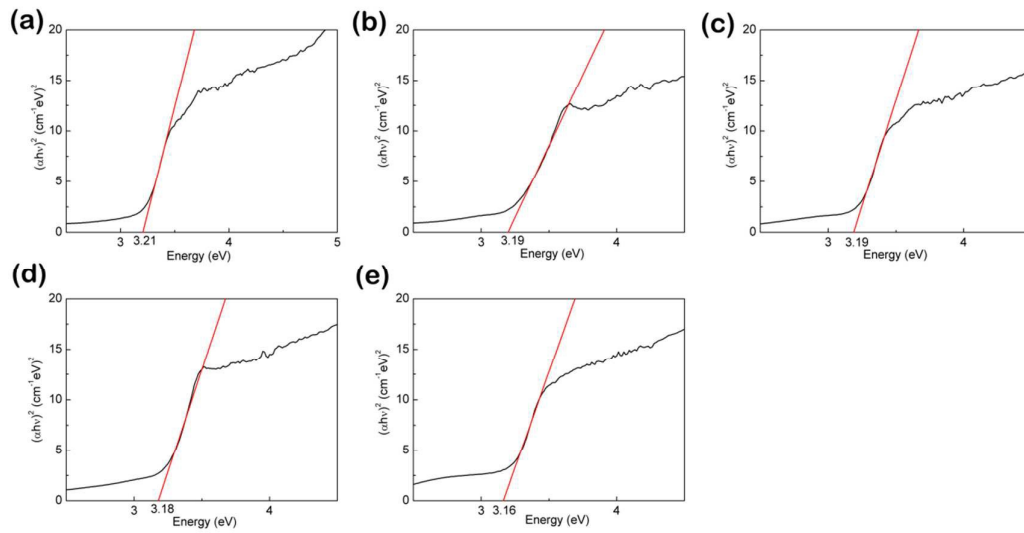 (a)
20
15
10
5
0
(αhν)² (cm⁻¹eV)²
3
3.21
4
5
Energy (eV)
(b)
20
15
10
5
0
(αhν)² (cm⁻¹eV)²
3
3.19
4
Energy (eV)
(c)
20
15
10
5
0
(αhν)² (cm⁻¹eV)²
3
3.19
4
Energy (eV)
(d)
20
15
10
5
0
(αhν)² (cm⁻¹eV)²
3
3.18
4
Energy (eV)
(e)
20
15
10
5
0
(αhν)² (cm⁻¹eV)²
3
3.16
4
Energy (eV)